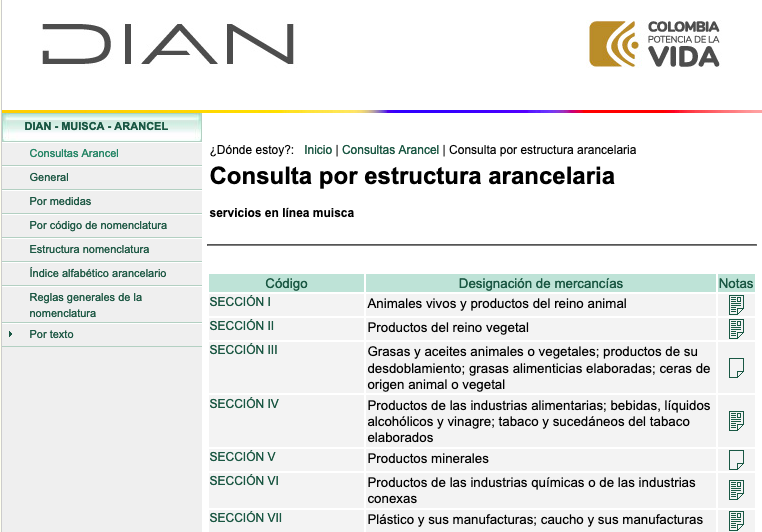 DIAN
COLOMBIA
POTENCIA DE LA
VIDA
DIAN - MUISCA - ARANCEL
Consultas Arancel
General
Por medidas
Por código de nomenclatura
Estructura nomenclatura
Índice alfabético arancelario
Reglas generales de la
nomenclatura
Por texto
¿Dónde estoy?: Inicio | Consultas Arancel | Consulta por estructura arancelaria
Consulta por estructura arancelaria
servicios en línea muisca
Código Designación de mercancías Notas
SECCIÓN I Animales vivos y productos del reino animal
SECCIÓN II Productos del reino vegetal
SECCIÓN III Grasas y aceites animales o vegetales; productos de su
desdoblamiento; grasas alimenticias elaboradas; ceras de
origen animal o vegetal
SECCIÓN IV Productos de las industrias alimentarias; bebidas, líquidos
alcohólicos y vinagre; tabaco y sucedáneos del tabaco
elaborados
SECCIÓN V Productos minerales
SECCIÓN VI Productos de las industrias químicas o de las industrias
conexas
SECCIÓN VII Plástico y sus manufacturas; caucho y sus manufacturas